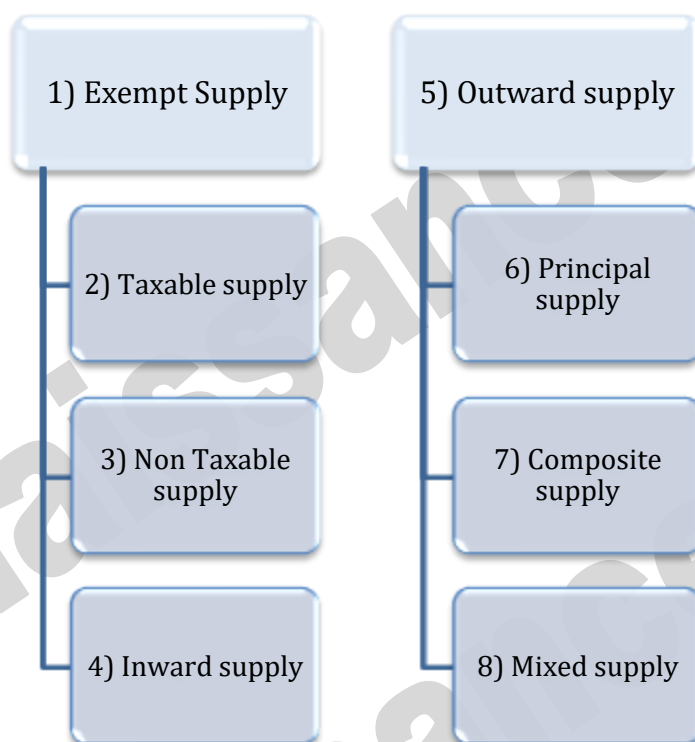 1) Exempt Supply
2) Taxable supply
3) Non Taxable
supply
4) Inward supply
5) Outward supply
6) Principal
supply
7) Composite
supply
8) Mixed supply